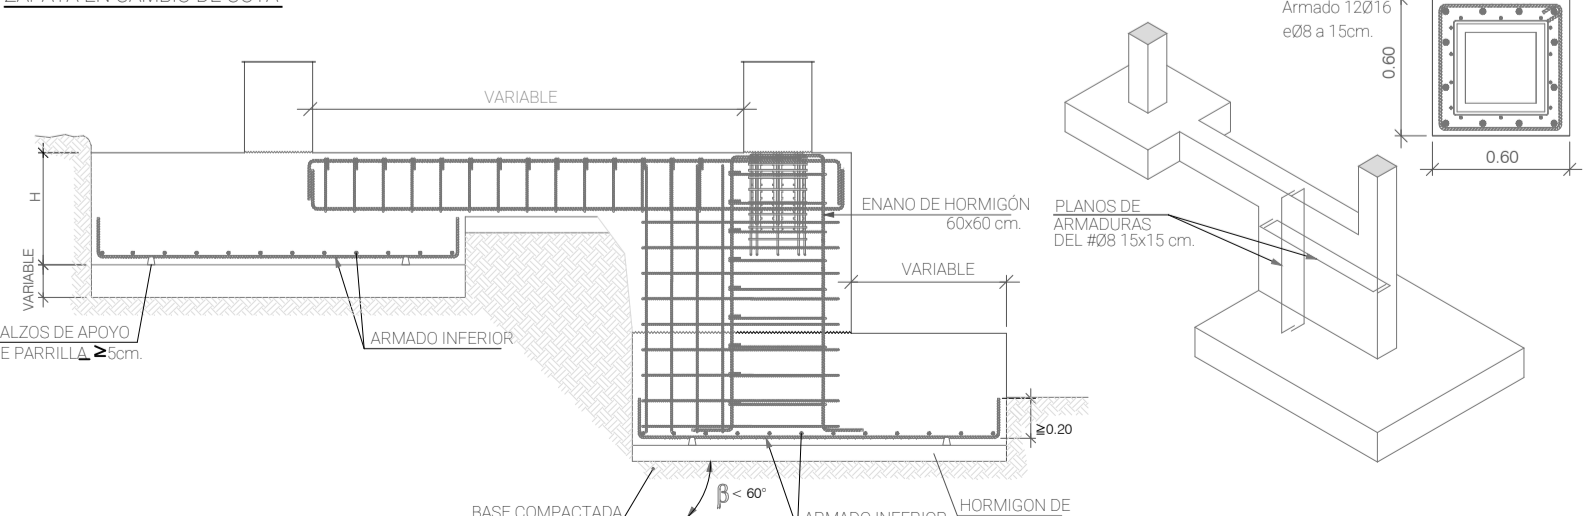 ZAPATA EN CAMBIO DE COTA
Armado 12Ø16
eØ8 a 15cm.
0.60
0.60
VARIABLE
H
VARIABLE
ENANO DE HORMIGÓN
60x60 cm.
VARIABLE
PLANOS DE
ARMADURAS
DEL #Ø8 15x15 cm.
ALZOS DE APOYO
E PARRILLA ≥5cm.
ARMADO INFERIOR
≥0.20
β < 60°
BASE COMPACTADA
ARMADO INFERIOR
HORMIGON DE